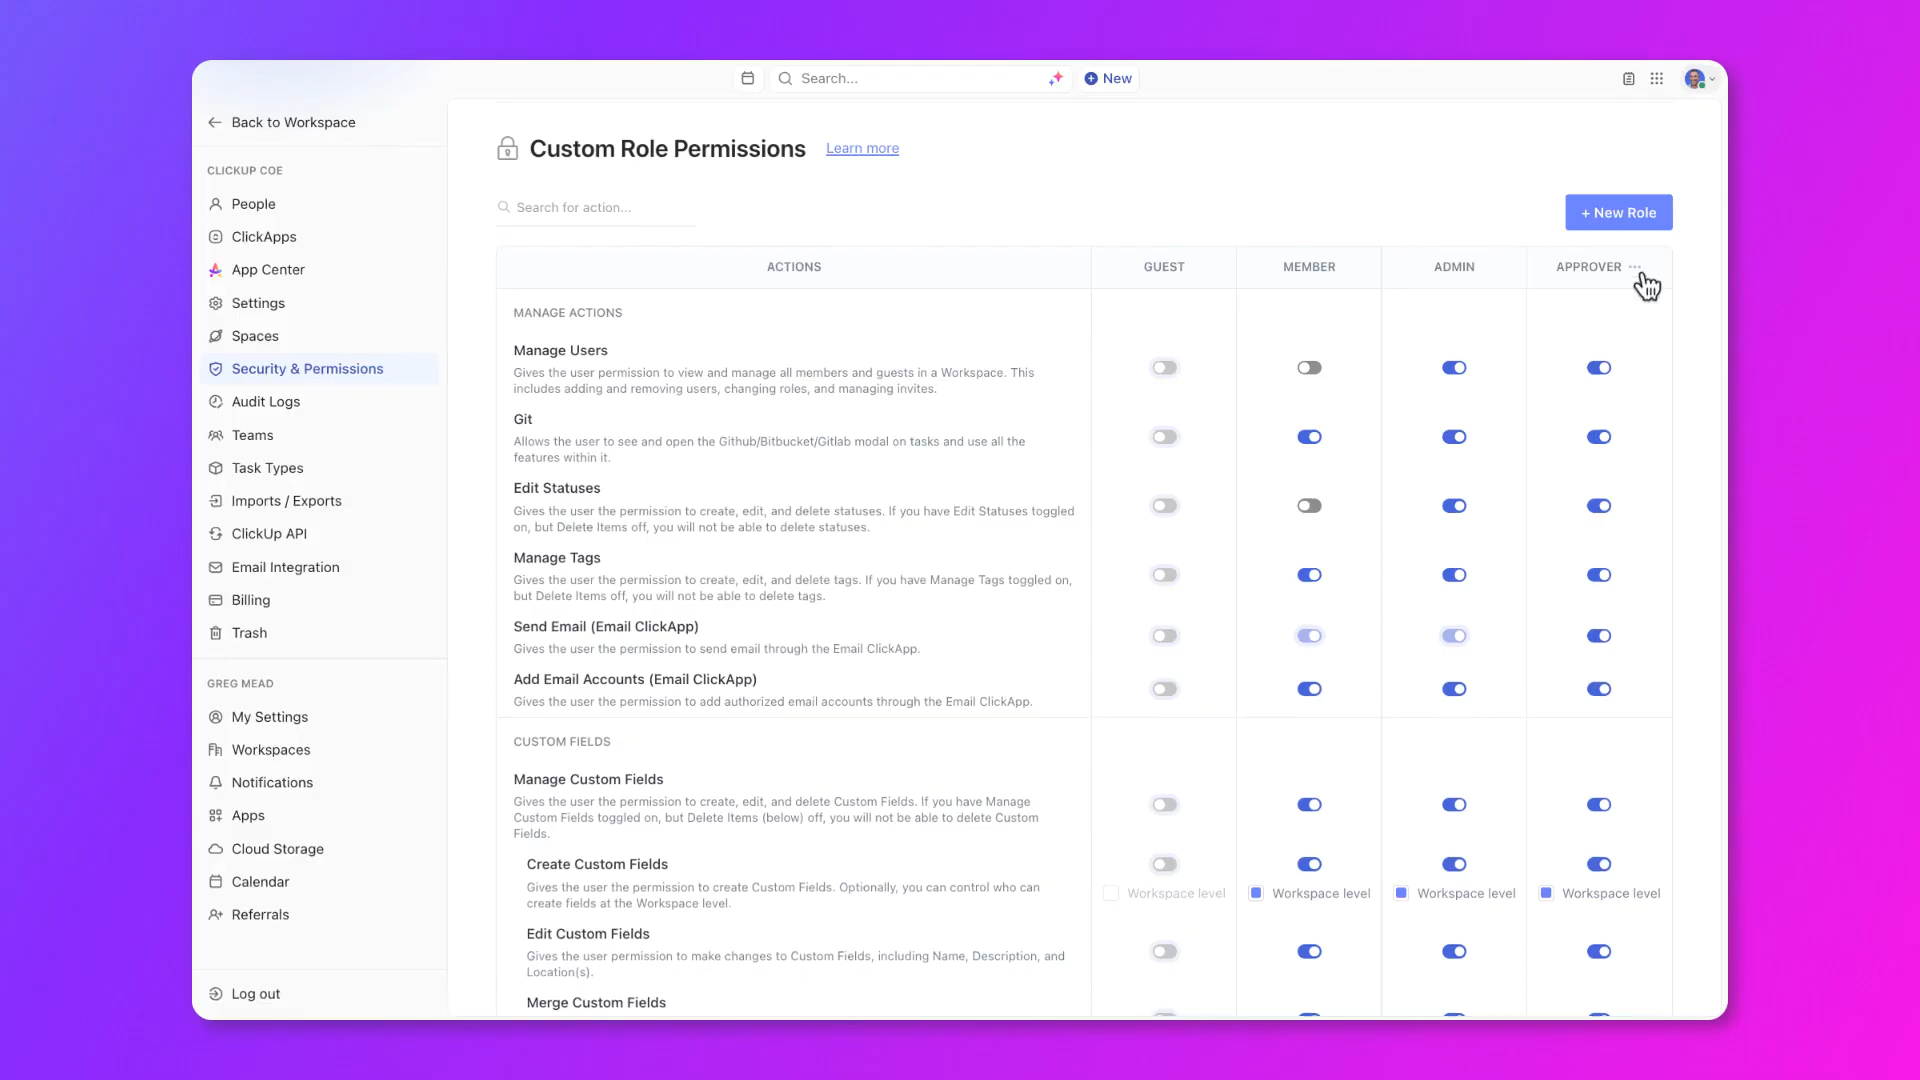 Search...
New
Back to Workspace
CLICKUP COE
People
ClickApps
App Center
Settings
Spaces
Security & Permissions
Audit Logs
Teams
Task Types
Imports / Exports
ClickUp API
Email Integration
Billing
Trash
GREG MEAD
My Settings
Workspaces
Notifications
Apps
Cloud Storage
Calendar
Referrals
Log out
Custom Role Permissions Learn more
Search for action...
+ New Role
ACTIONS GUEST MEMBER ADMIN APPROVER
MANAGE ACTIONS
Manage Users
Gives the user permission to view and manage all members and guests in a Workspace. This
includes adding and removing users, changing roles, and managing invites.
Git
Allows the user to see and open the Github/Bitbucket/Gitlab modal on tasks and use all the
features within it.
Edit Statuses
Gives the user the permission to create, edit, and delete statuses. If you have Edit Statuses toggled
on, but Delete Items off, you will not be able to delete statuses.
Manage Tags
Gives the user the permission to create, edit, and delete tags. If you have Manage Tags toggled on,
but Delete Items off, you will not be able to delete tags.
Send Email (Email ClickApp)
Gives the user the permission to send email through the Email ClickApp.
Add Email Accounts (Email ClickApp)
Gives the user the permission to add authorized email accounts through the Email ClickApp.
CUSTOM FIELDS
Manage Custom Fields
Gives the user the permission to create, edit, and delete Custom Fields. If you have Manage
Custom Fields toggled on, but Delete Items (below) off, you will not be able to delete Custom
Fields.
Create Custom Fields
Gives the user the permission to create Custom Fields. Optionally, you can control who can
create fields at the Workspace level.
Workspace level Workspace level Workspace level Workspace level
Edit Custom Fields
Gives the user permission to make changes to Custom Fields, including Name, Description, and
Location(s).
Merge Custom Fields